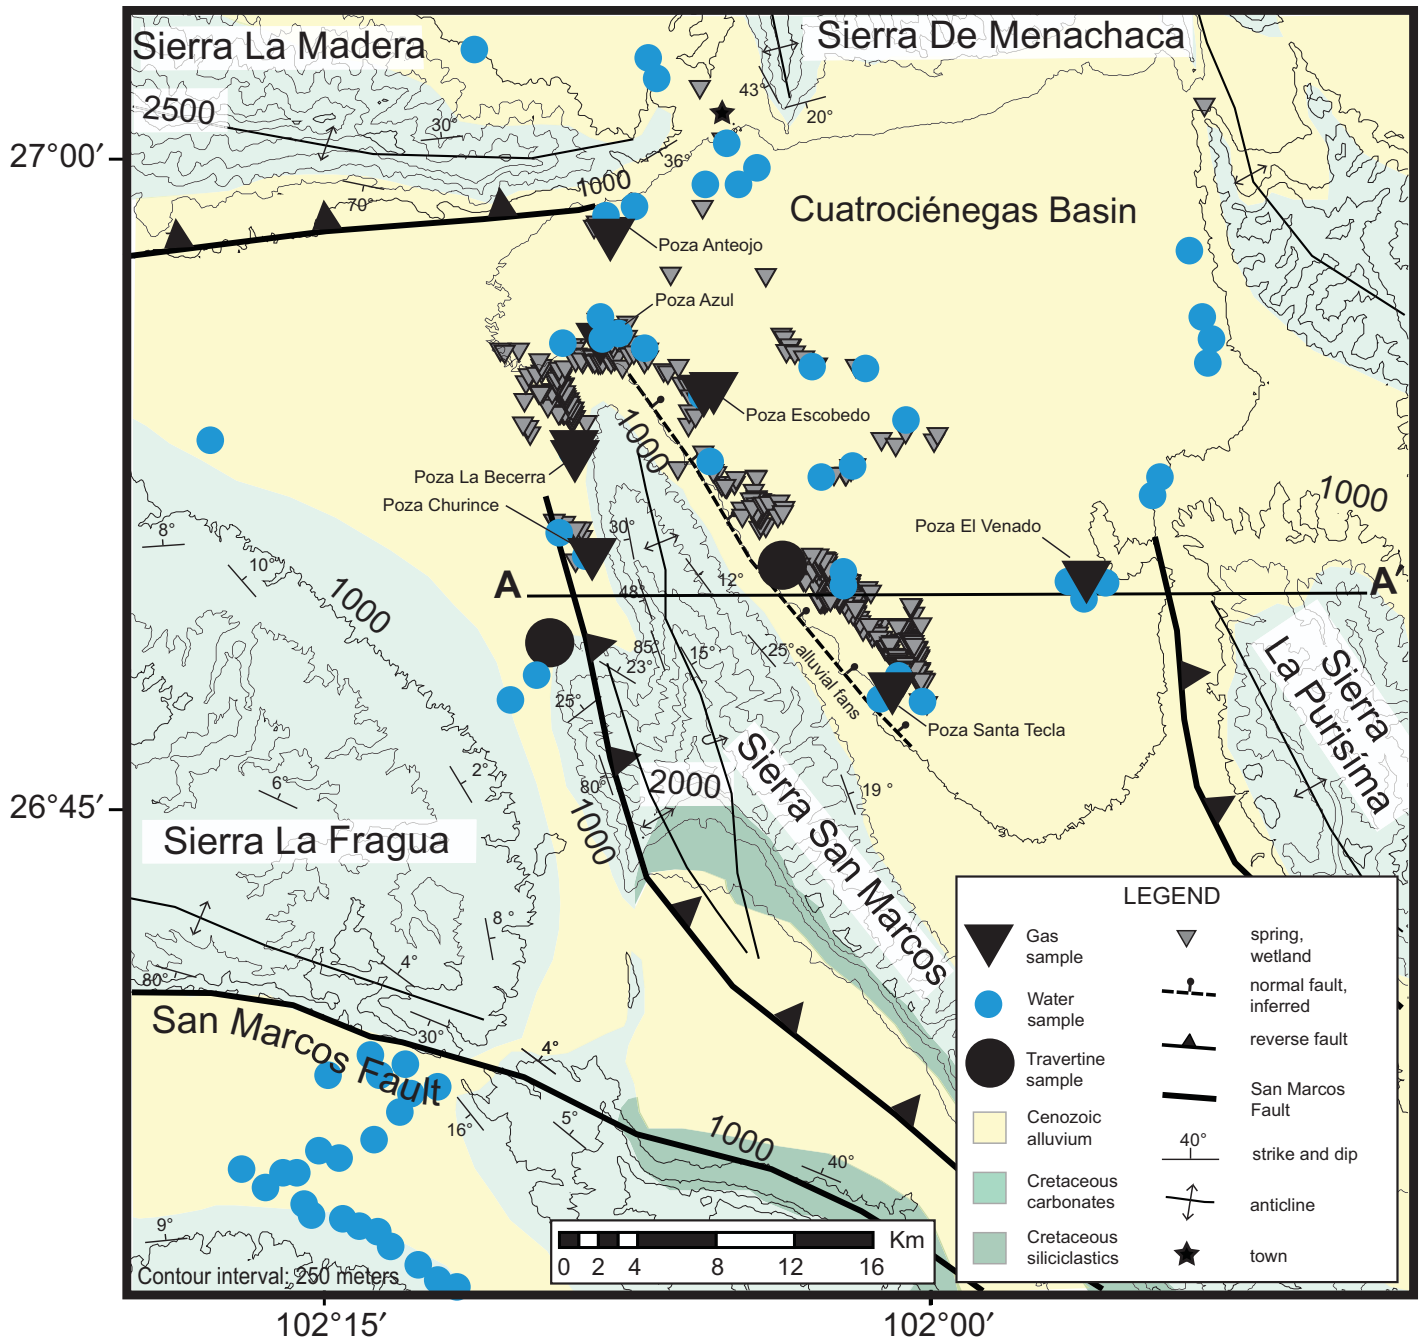 Sierra La Madera
Sierra De Menachaca
2500
30°
43°
20°
27°00′
36°
1000
70°
Cuatrociénegas Basin
Poza Anteojo
Poza Azul
Poza Escobedo
1000
Poza La Becerra
Poza Churince
1000
Poza El Venado
8°
10°
30°
12°
A
A′
1000
48°
85°
15°
25°
23°
alluvial fans
25°
Poza Santa Tecla
Sierra
La Purisíma
2°
6°
80°
2000
19°
26°45′
1000
Sierra La Fragua
Sierra San Marcos
8°
4°
80°
San Marcos Fault
30°
4°
16°
5°
1000
40°
9°
Contour interval: 250 meters
0 2 4 8 12 16
Km
LEGEND
Gas
sample
Water
sample
Travertine
sample
Cenozoic
alluvium
Cretaceous
carbonates
Cretaceous
siliciclastics
spring,
wetland
normal fault,
inferred
reverse fault
San Marcos
Fault
40°
strike and dip
anticline
town
102°15′
102°00′